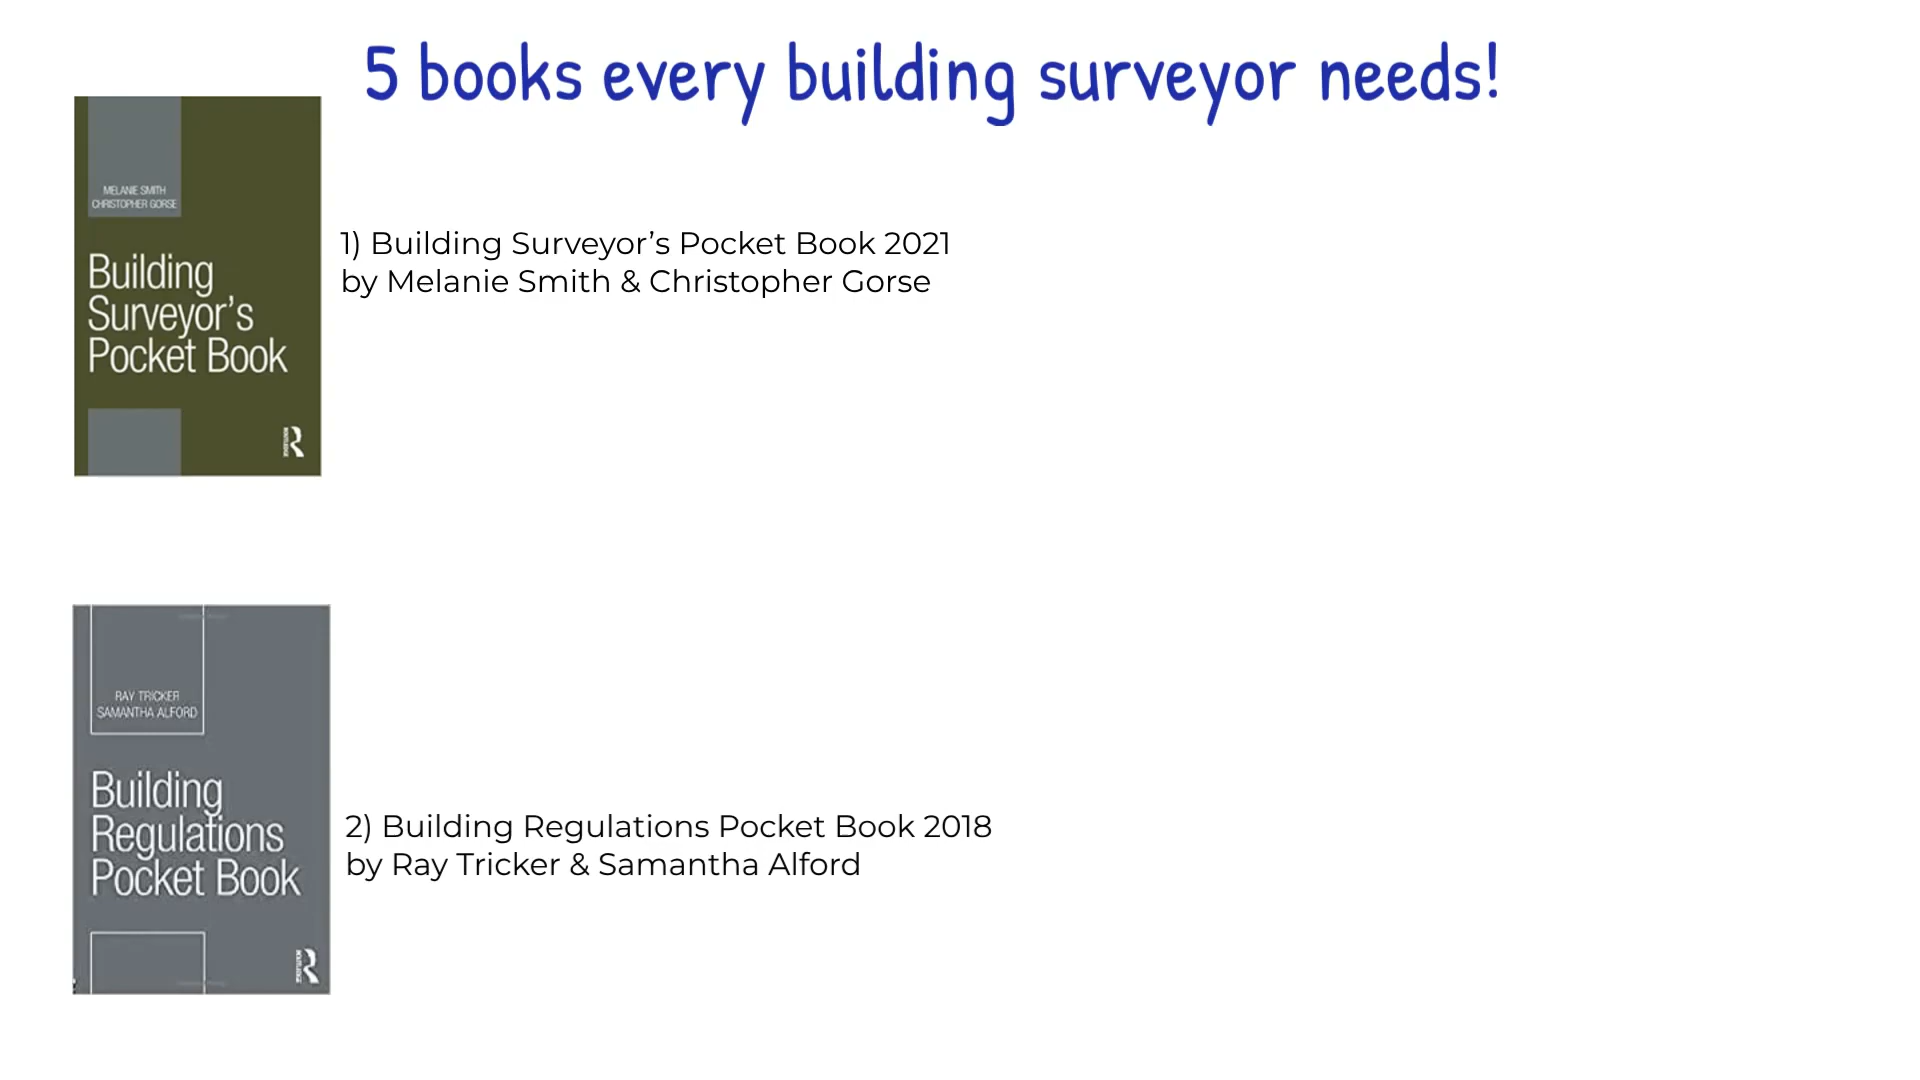 5 books every building surveyor needs!
MELANIE SMITH
CHRISTOPHER GORSE
Building
Surveyor's
Pocket Book
R
1) Building Surveyor’s Pocket Book 2021
by Melanie Smith & Christopher Gorse
RAY TRICKER
SAMANTHA ALFORD
Building
Regulations
Pocket Book
R
2) Building Regulations Pocket Book 2018
by Ray Tricker & Samantha Alford